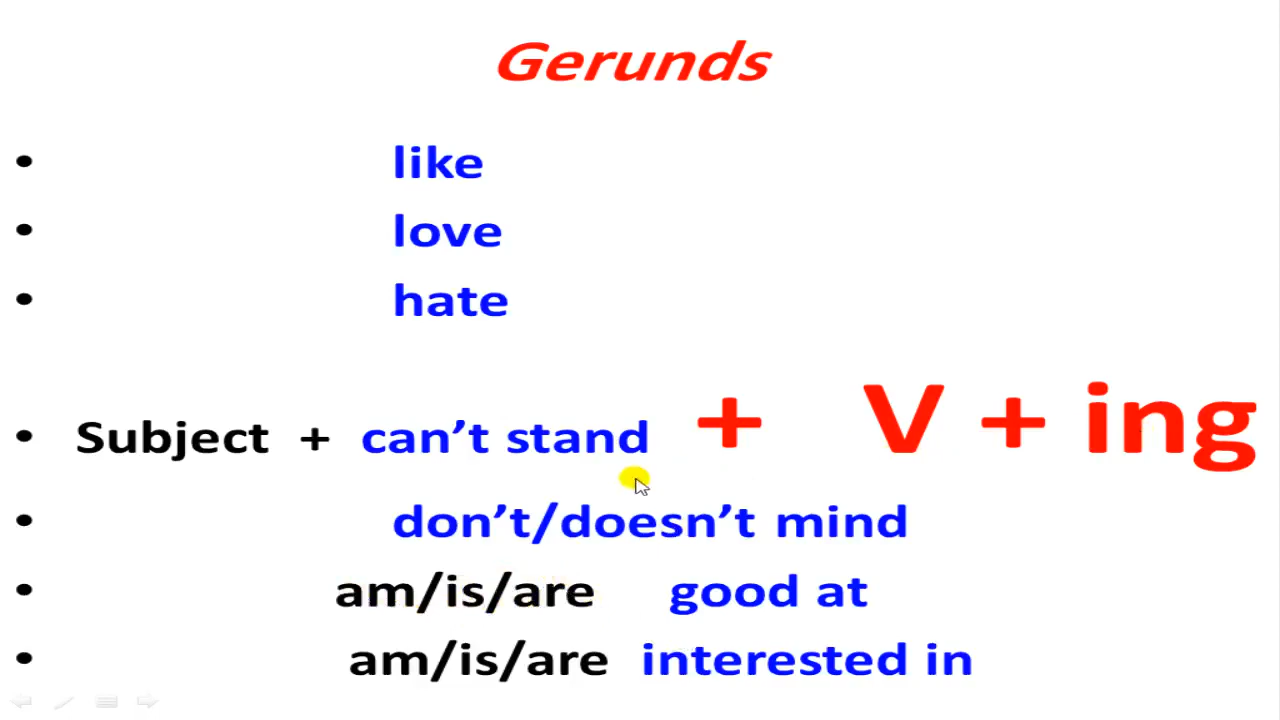 Gerunds
• like
• love
• hate
• Subject + can’t stand + V + ing
• don’t/doesn’t mind
• am/is/are good at
• am/is/are interested in